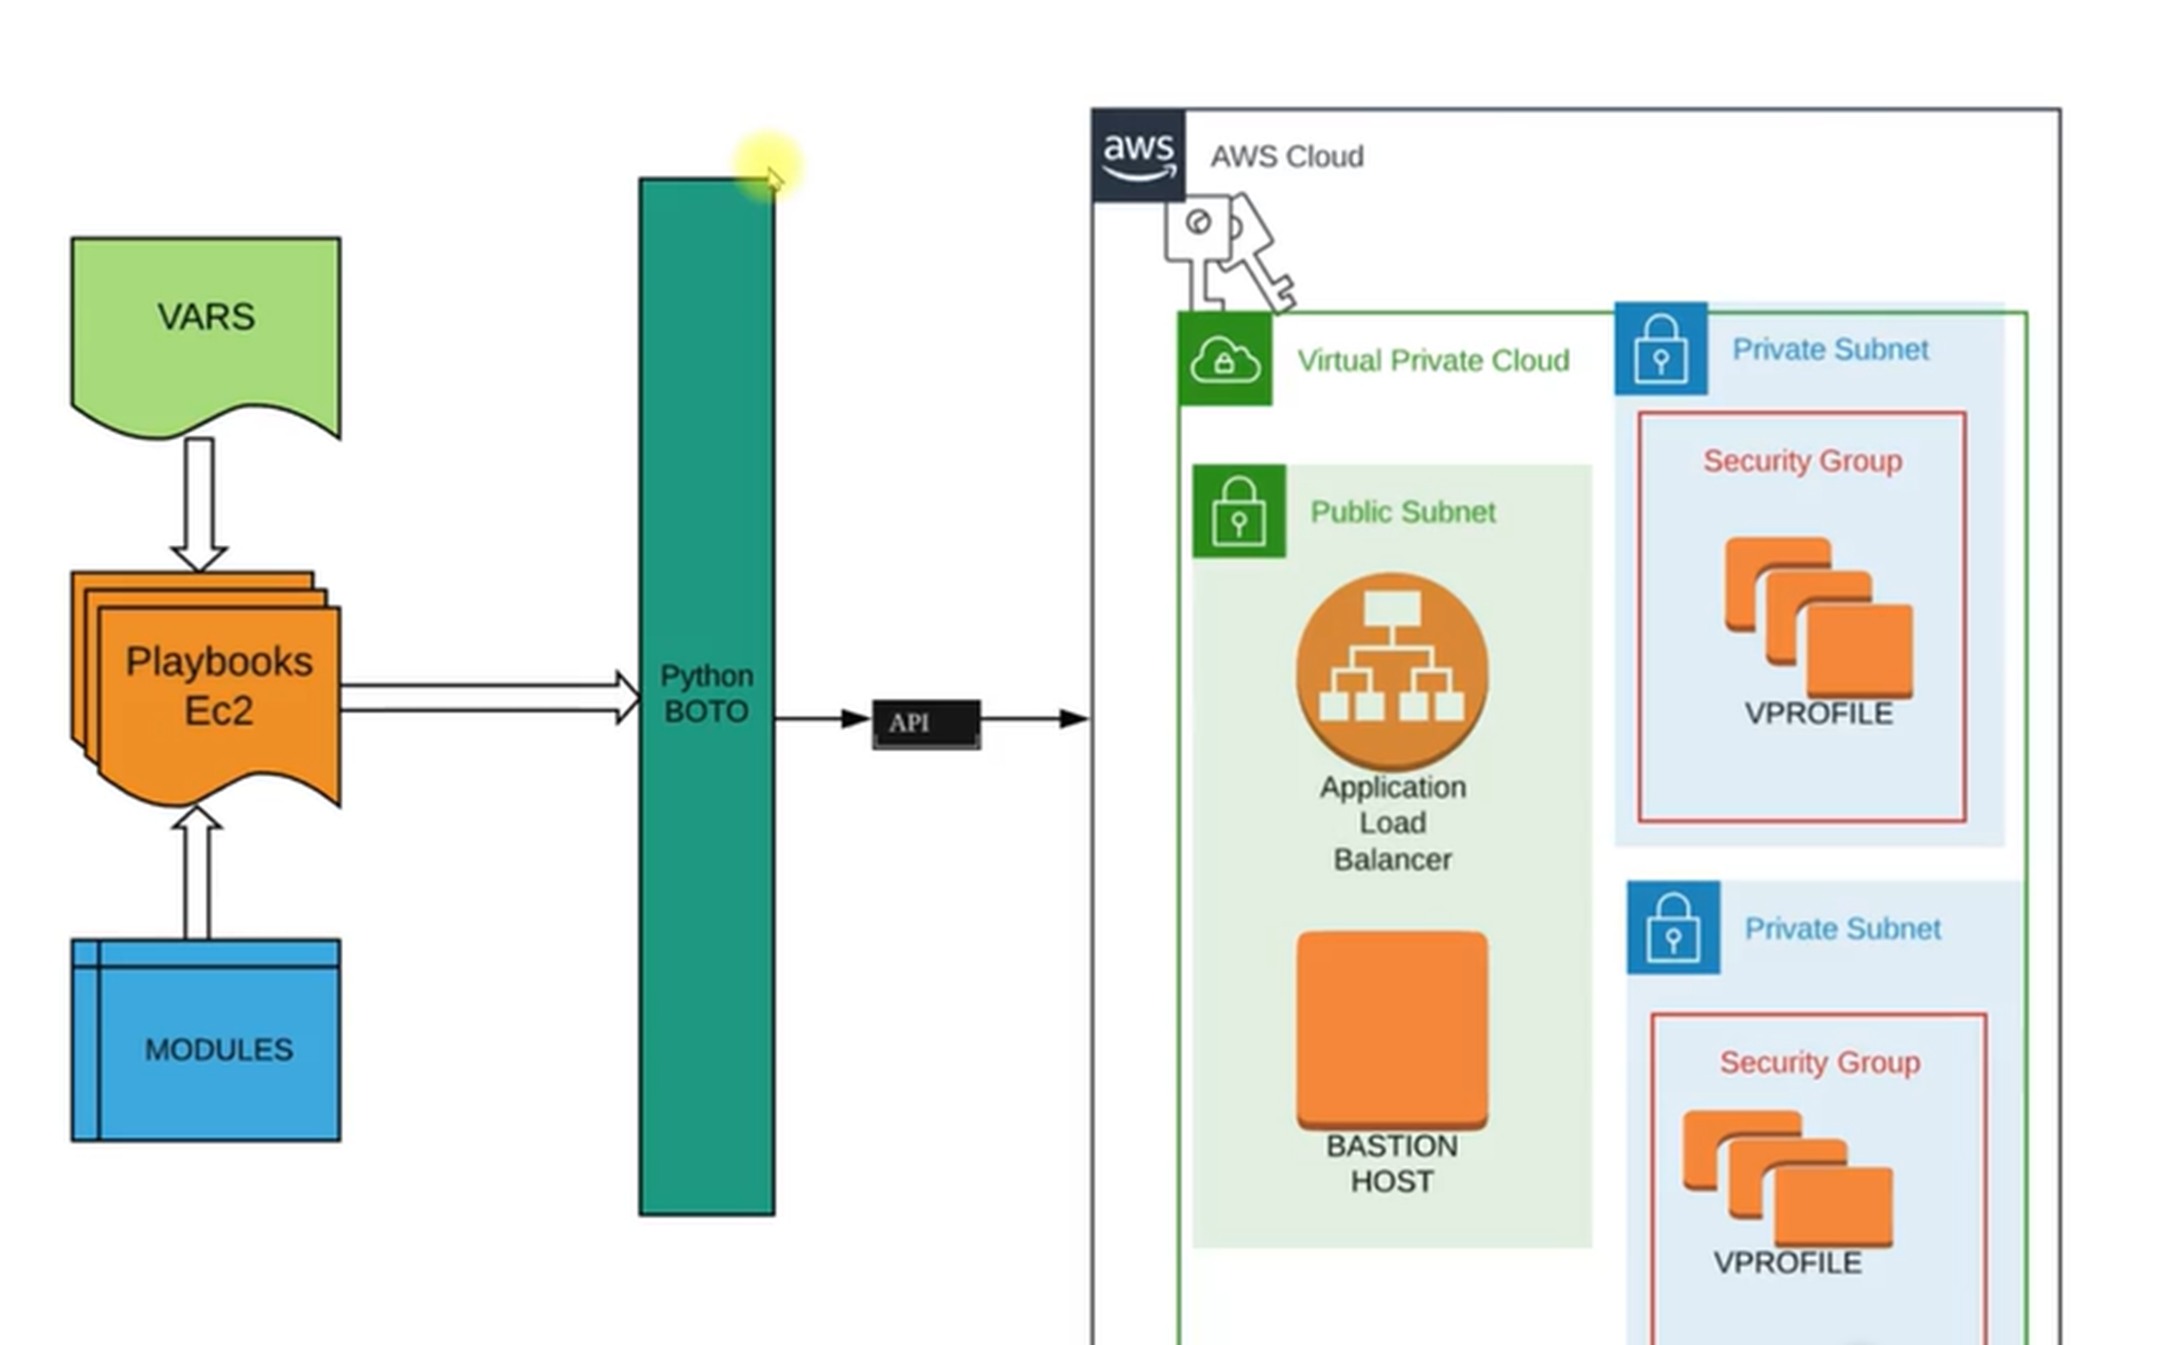 VARS
Playbooks
Ec2
MODULES
Python
BOTO
API
aws
AWS Cloud
Virtual Private Cloud
Public Subnet
Application
Load
Balancer
BASTION
HOST
Private Subnet
Security Group
VPROFILE
Private Subnet
Security Group
VPROFILE